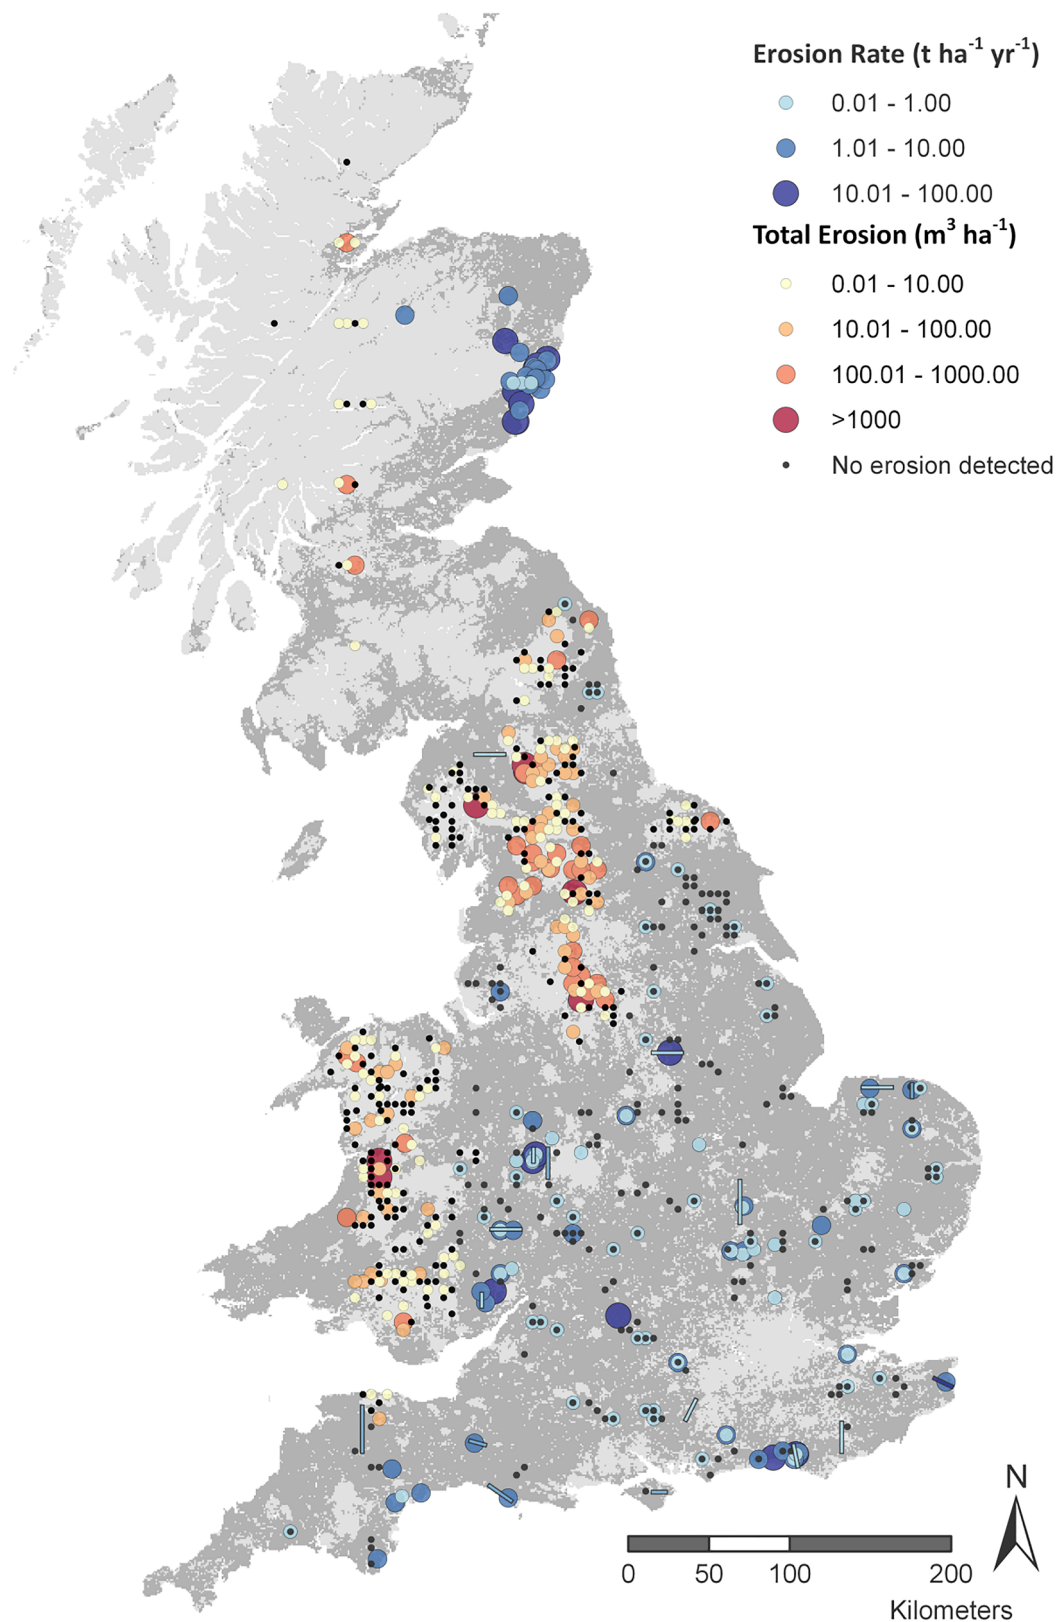 Erosion Rate (t ha⁻¹ yr⁻¹)
0.01 - 1.00
1.01 - 10.00
10.01 - 100.00
Total Erosion (m³ ha⁻¹)
0.01 - 10.00
10.01 - 100.00
100.01 - 1000.00
>1000
No erosion detected
N
0 50 100 200
Kilometers